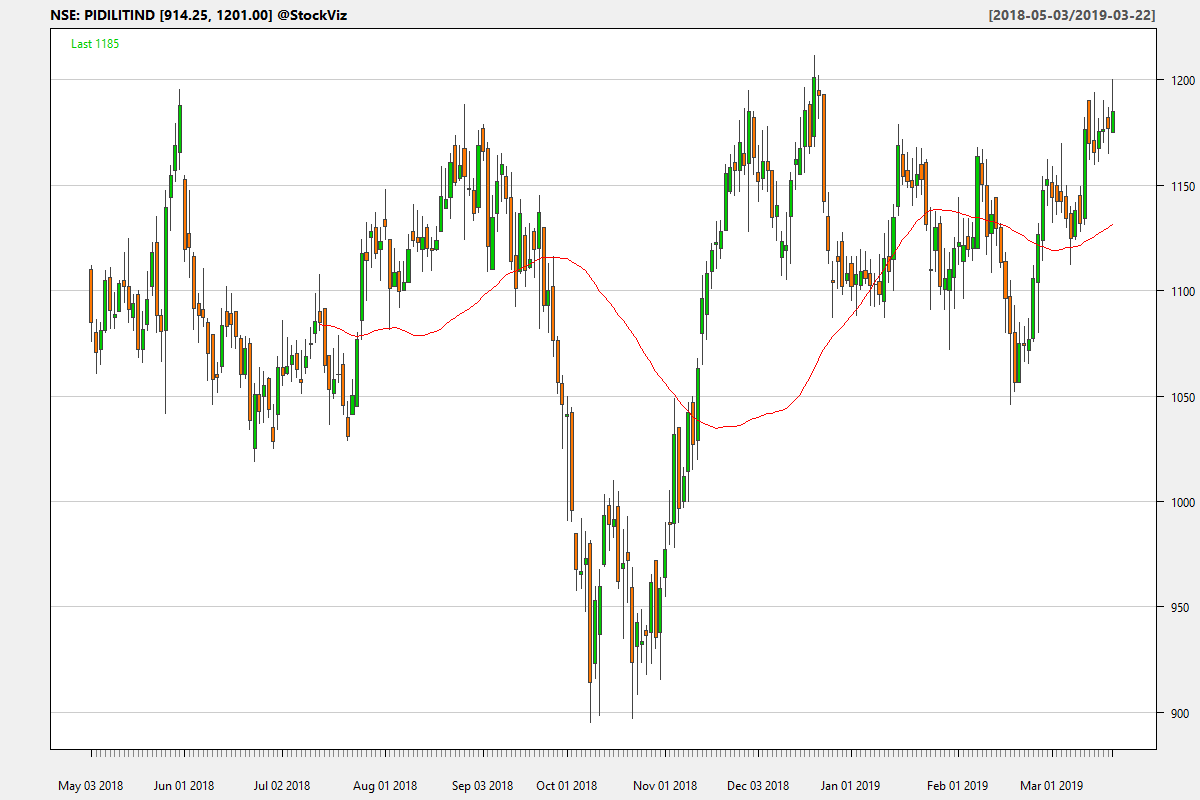 NSE: PIDILITIND [914.25, 1201.00] @StockViz
[2018-05-03/2019-03-22]
Last 1185
1200
1150
1100
1050
1000
950
900
May 03 2018 Jun 01 2018 Jul 02 2018 Aug 01 2018 Sep 03 2018 Oct 01 2018 Nov 01 2018 Dec 03 2018 Jan 01 2019 Feb 01 2019 Mar 01 2019